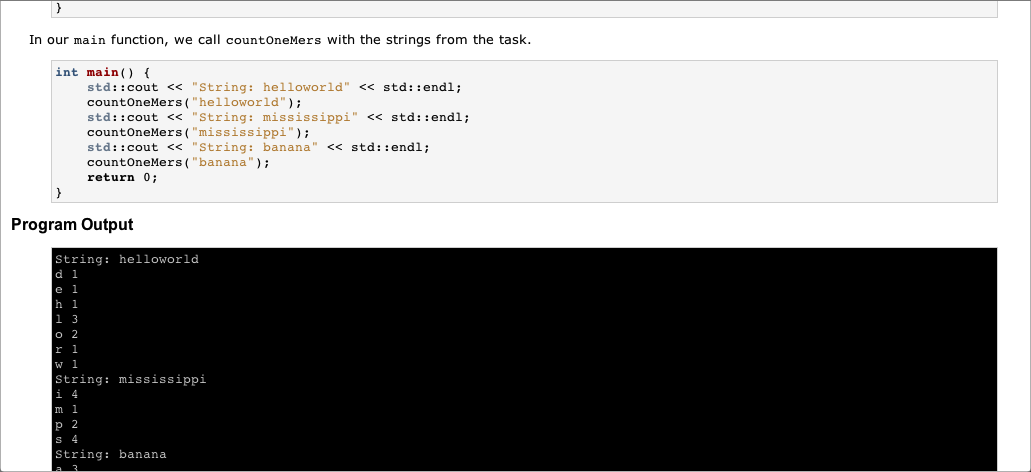 }
In our main function, we call countOneMers with the strings from the task.
int main() {
    std::cout << "String: helloworld" << std::endl;
    countOneMers("helloworld");
    std::cout << "String: mississippi" << std::endl;
    countOneMers("mississippi");
    std::cout << "String: banana" << std::endl;
    countOneMers("banana");
    return 0;
}
Program Output
String: helloworld
d 1
e 1
h 1
l 3
o 2
r 1
w 1
String: mississippi
i 4
m 1
p 2
s 4
String: banana
a 3